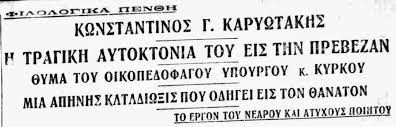 ΦΙΛΟΛΟΓΙΚΑ ΠΕΝΘΗ
ΚΩΝΣΤΑΝΤΙΝΟΣ Γ. ΚΑΡΥΩΤΑΚΗΣ
Η ΤΡΑΓΙΚΗ ΑΥΤΟΚΤΟΝΙΑ ΤΟΥ ΕΙΣ ΤΗΝ ΠΡΕΒΕΖΑΝ
ΘΥΜΑ ΤΟΥ ΟΙΚΟΠΕΔΟΦΑΓΟΥ ΥΠΟΥΡΓΟΥ κ. ΚΥΡΚΟΥ
ΜΙΑ ΑΠΗΝΗΣ ΚΑΤΑΔΙΩΞΙΣ ΠΟΥ ΟΔΗΓΕΙ ΕΙΣ ΤΟΝ ΘΑΝΑΤΟΝ
ΤΟ ΕΡΓΟΝ ΤΟΥ ΝΕΑΡΟΥ ΚΑΙ ΑΤΥΧΟΥΣ ΠΟΙΗΤΟΥ